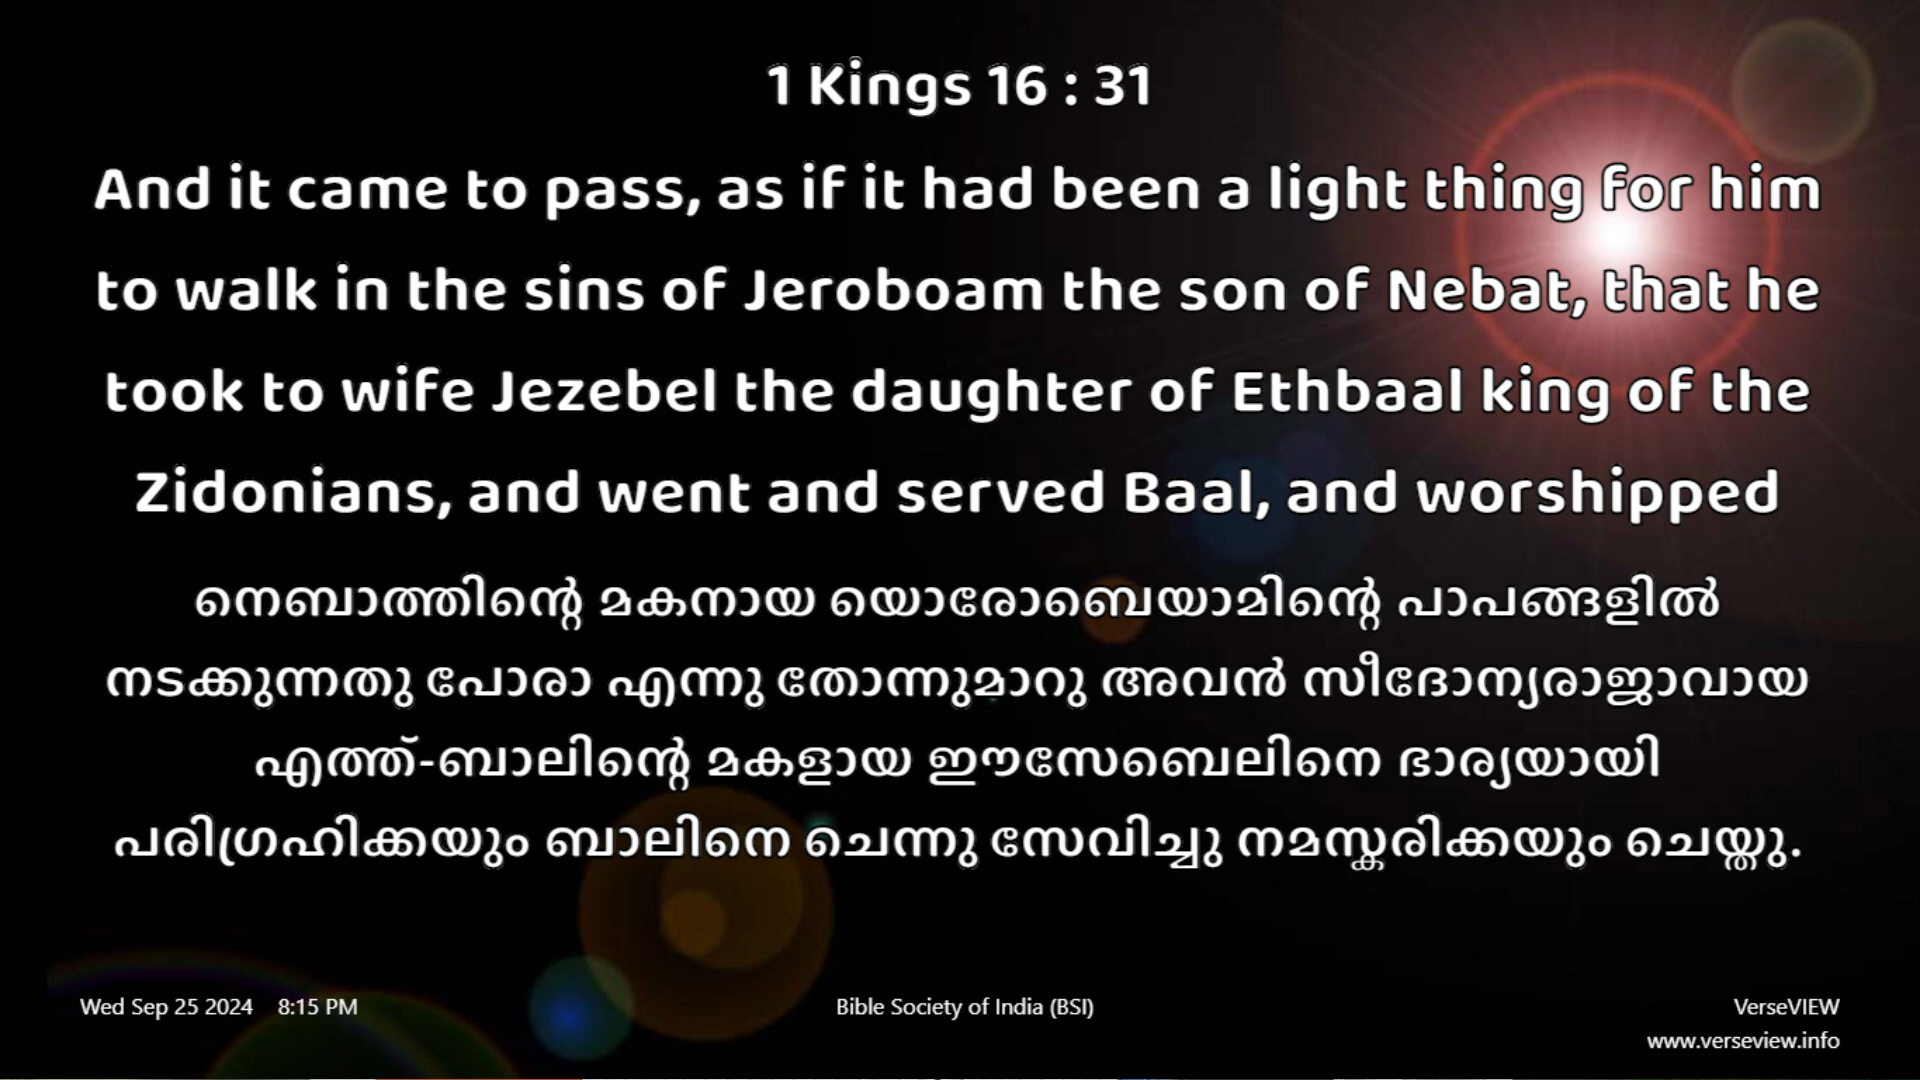 1 Kings 16 : 31
And it came to pass, as if it had been a light thing for him
to walk in the sins of Jeroboam the son of Nebat, that he
took to wife Jezebel the daughter of Ethbaal king of the
Zidonians, and went and served Baal, and worshipped
നെബാത്തിന്റെ മകനായ യൊരോബെയാമിന്റെ പാപങ്ങളിൽ
നടക്കുന്നതു പോരാ എന്നു തോന്നുമാറു അവൻ സീദോന്യരാജാവായ
എത്ത്-ബാലിന്റെ മകളായ ഈസേബെലിനെ ഭാര്യയായി
പരിഗ്രഹിക്കയും ബാലിനെ ചെന്നു സേവിച്ചു നമസ്കരിക്കയും ചെയ്തു.
Wed Sep 25 2024 8:15 PM
Bible Society of India (BSI)
VerseVIEW
www.verseview.info